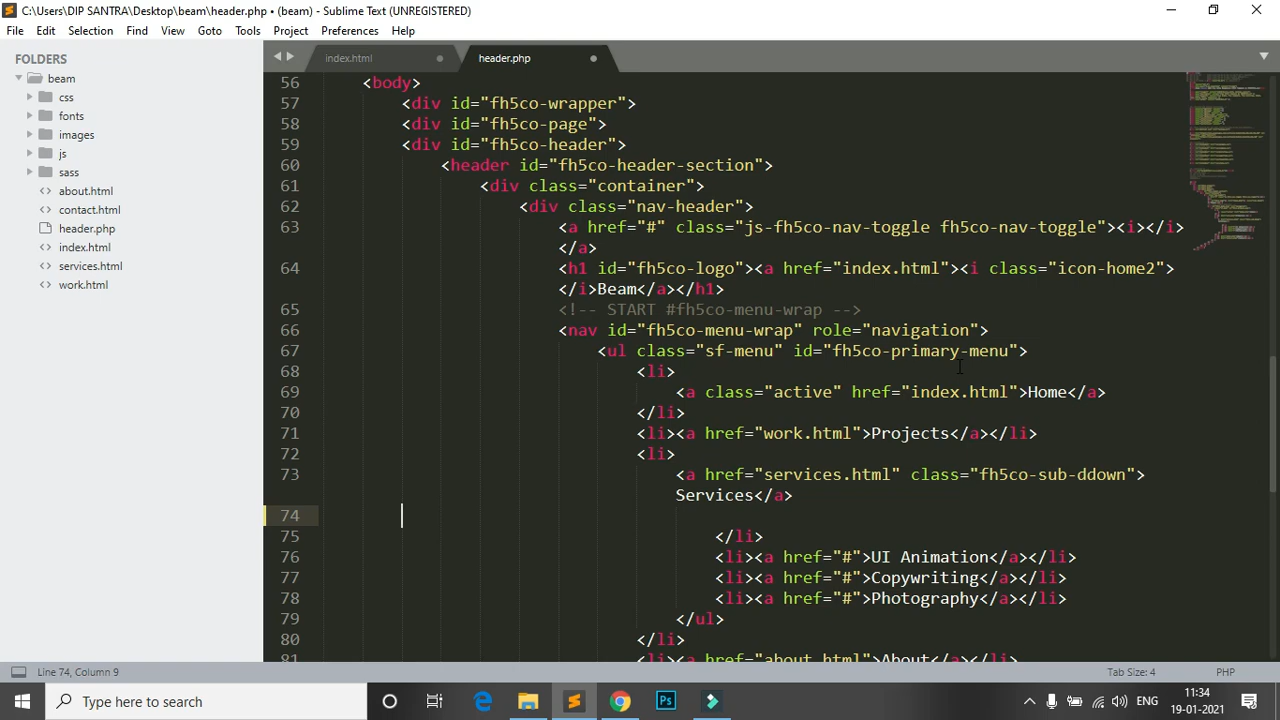 C:\Users\DIP SANTRA\Desktop\beam\header.php • (beam) - Sublime Text (UNREGISTERED)
File Edit Selection Find View Goto Tools Project Preferences Help
FOLDERS
beam
css
fonts
images
js
sass
about.html
contact.html
header.php
index.html
services.html
work.html
index.html
header.php
56 <body>
57 <div id="fh5co-wrapper">
58 <div id="fh5co-page">
59 <div id="fh5co-header">
60 <header id="fh5co-header-section">
61 <div class="container">
62 <div class="nav-header">
63 <a href="#" class="js-fh5co-nav-toggle fh5co-nav-toggle"><i></i>
</a>
64 <h1 id="fh5co-logo"><a href="index.html"><i class="icon-home2">
</i>Beam</a></h1>
65 <!-- START #fh5co-menu-wrap -->
66 <nav id="fh5co-menu-wrap" role="navigation">
67 <ul class="sf-menu" id="fh5co-primary-menu">
68 <li>
69 <a class="active" href="index.html">Home</a>
70 </li>
71 <li><a href="work.html">Projects</a></li>
72 <li>
73 <a href="services.html" class="fh5co-sub-ddown">
Services</a>
74
75 </li>
76 <li><a href="#">UI Animation</a></li>
77 <li><a href="#">Copywriting</a></li>
78 <li><a href="#">Photography</a></li>
79 </ul>
80 </li>
81 <li><a href="about.html">About</a></li>
Line 74, Column 9
Tab Size: 4
PHP
Type here to search
ENG
11:34
19-01-2021